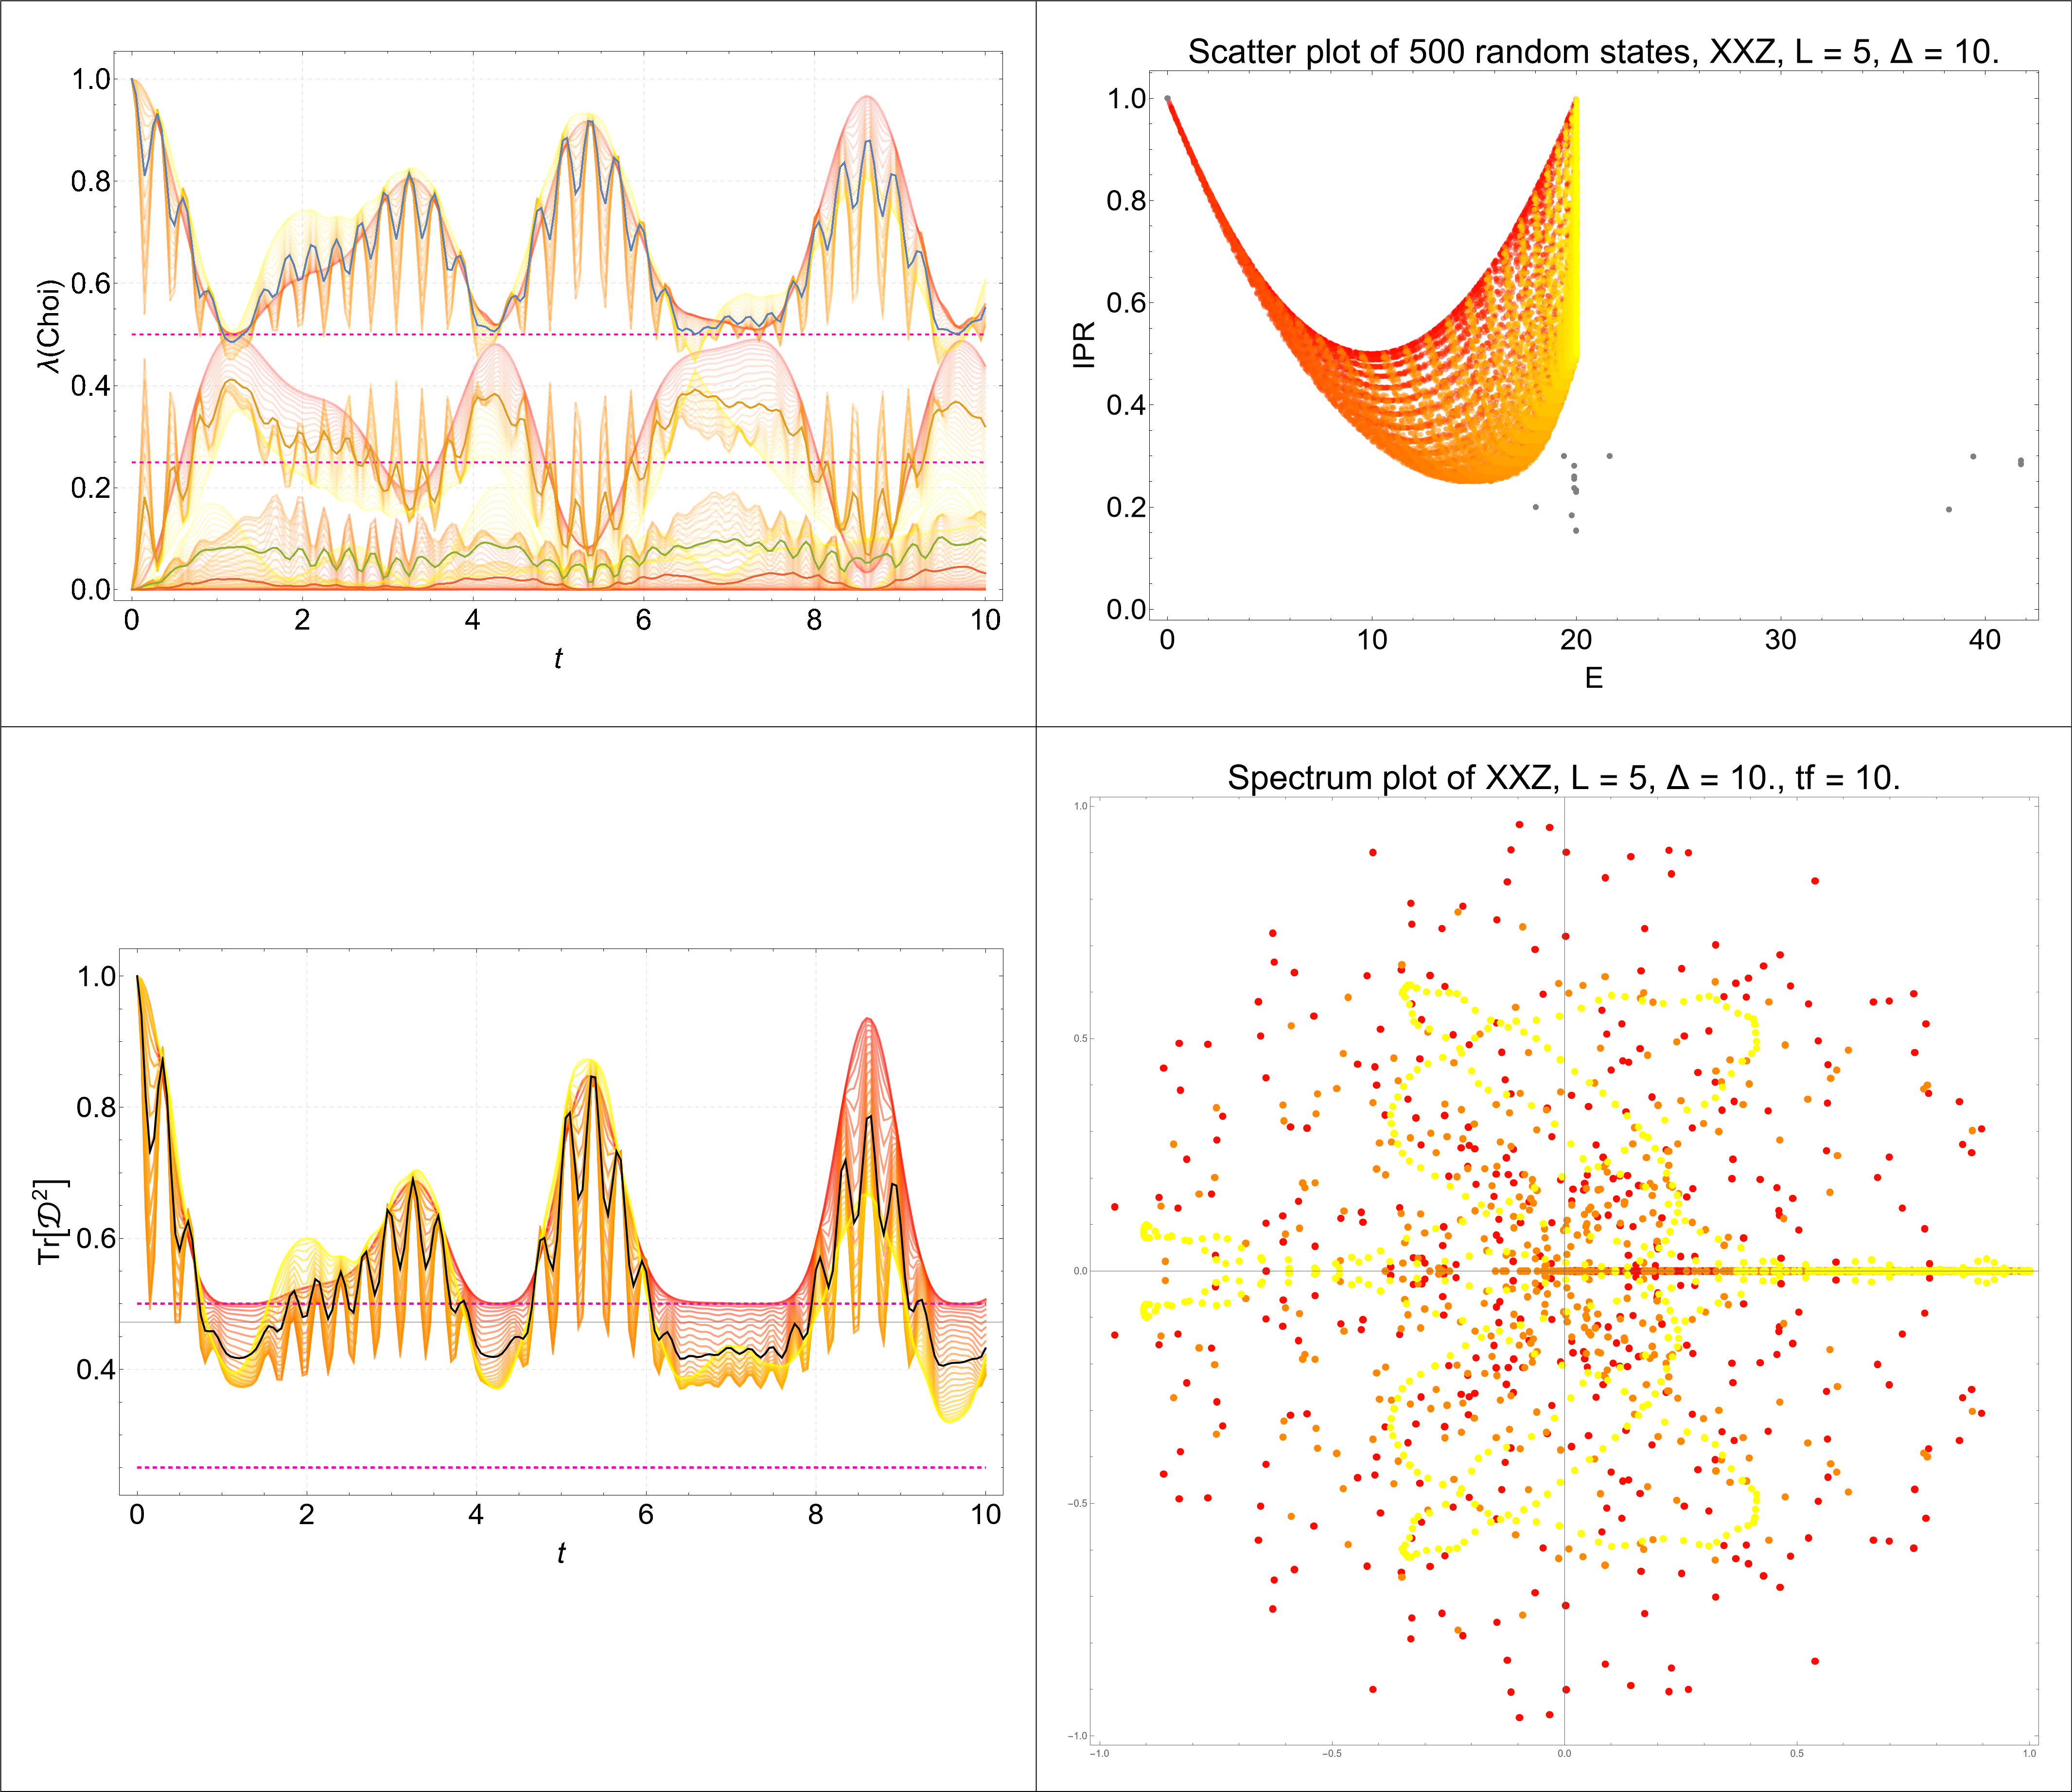 1.0
0.8
0.6
0.4
0.2
0.0
λ(Choi)
0 2 4 6 8 10
t
Scatter plot of 500 random states, XXZ, L = 5, Δ = 10.
1.0
0.8
0.6
0.4
0.2
0.0
IPR
0 10 20 30 40
E
1.0
0.8
0.6
0.4
Tr[𝒟²]
0 2 4 6 8 10
t
Spectrum plot of XXZ, L = 5, Δ = 10., tf = 10.
1.0
0.5
0.0
−0.5
−1.0
−1.0 −0.5 0.0 0.5 1.0